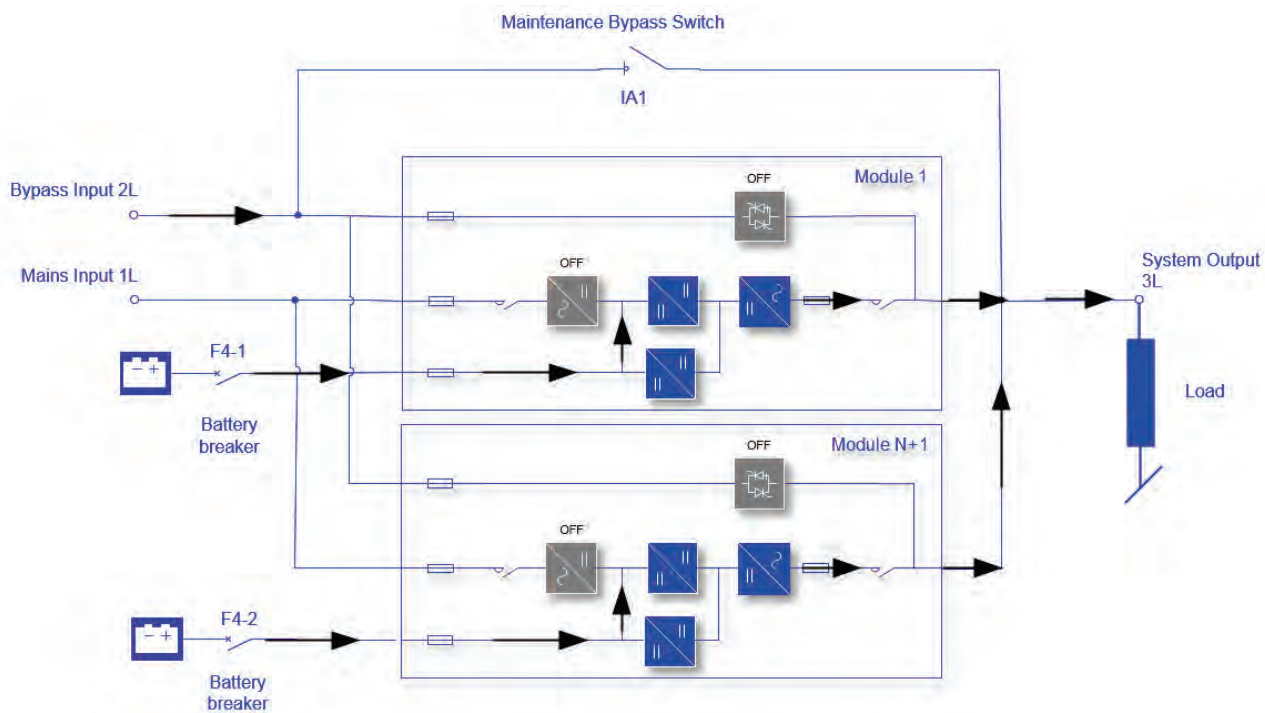 Maintenance Bypass Switch
IA1
Bypass Input 2L
Mains Input 1L
F4-1
Battery
breaker
OFF
Module 1
OFF
System Output
3L
Load
OFF
Module N+1
OFF
F4-2
Battery
breaker